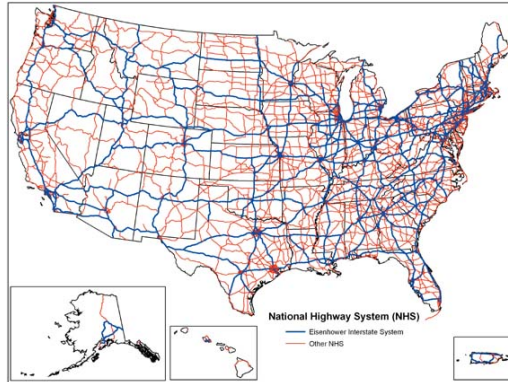 National Highway System (NHS)
Eisenhower Interstate System
Other NHS